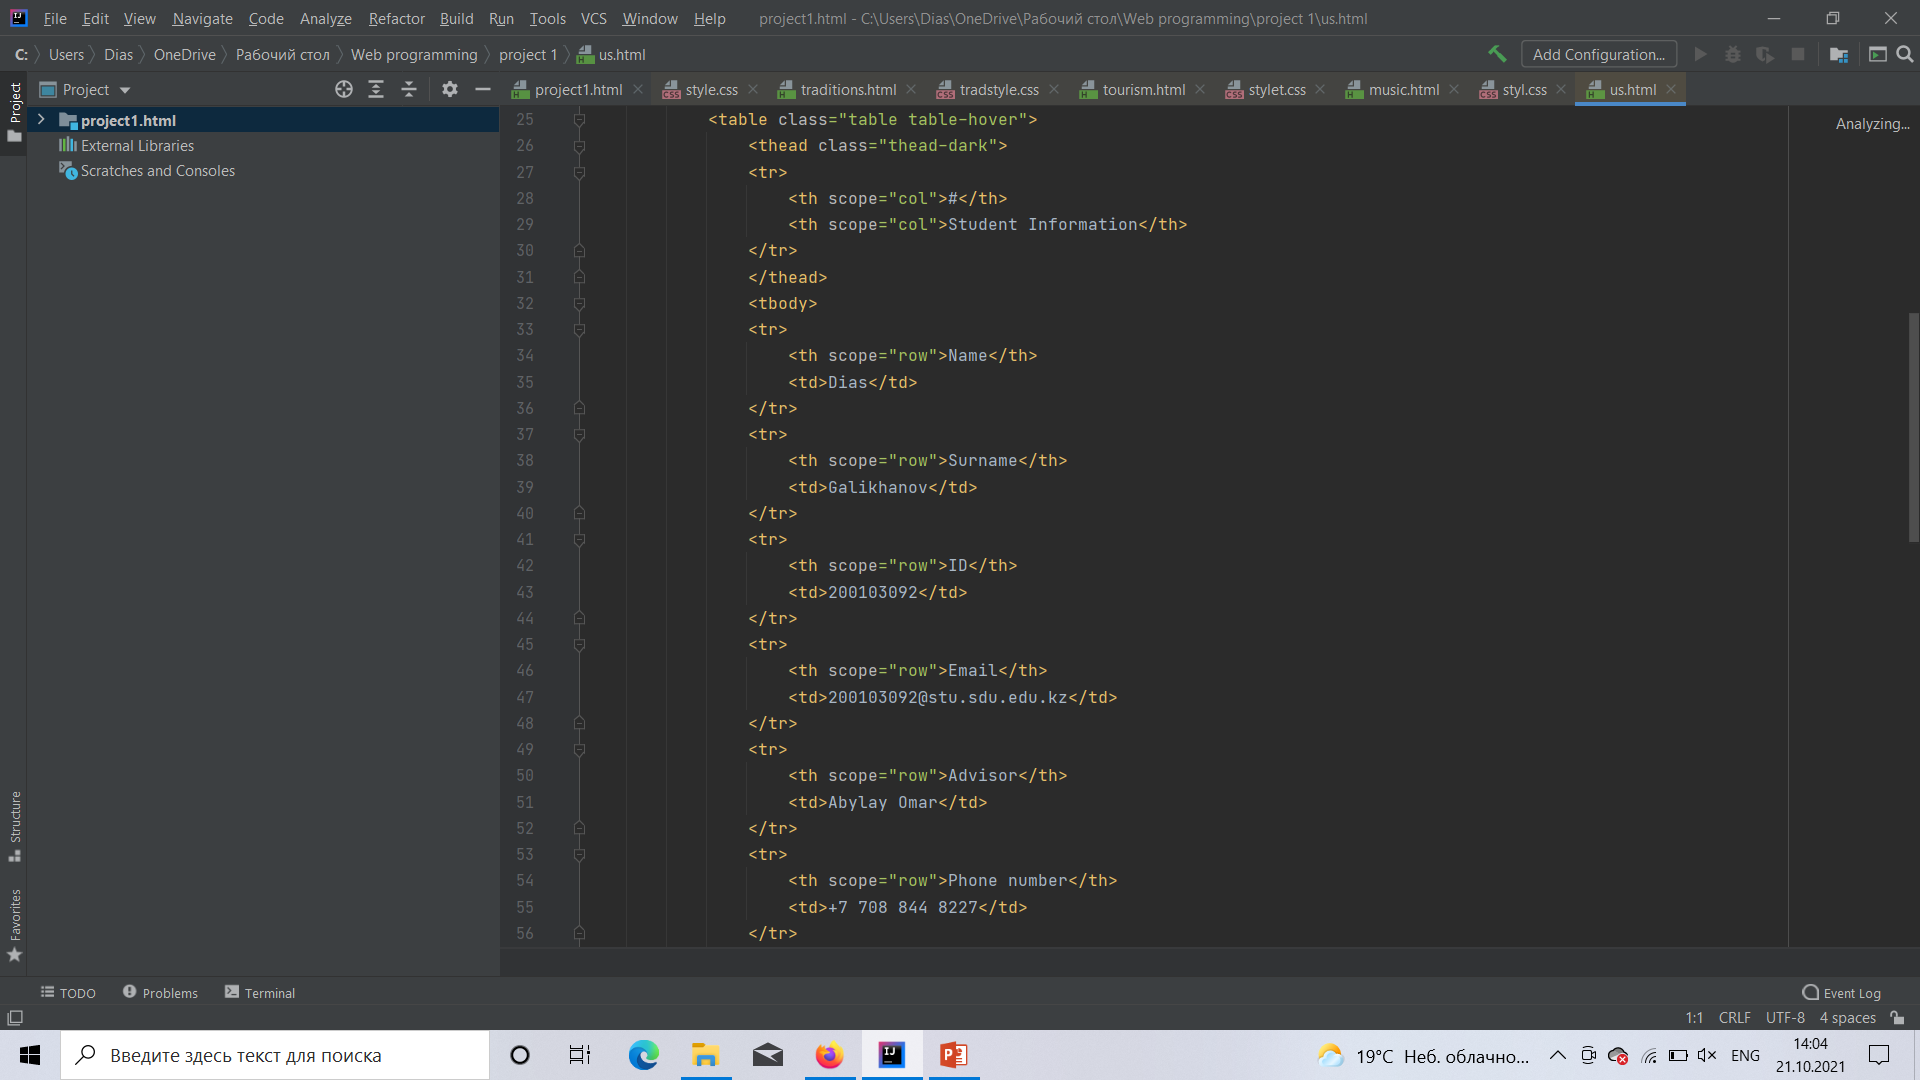 File Edit View Navigate Code Analyze Refactor Build Run Tools VCS Window Help project1.html - C:\Users\Dias\OneDrive\Рабочий стол\Web programming\project 1\us.html
C: Users Dias OneDrive Рабочий стол Web programming project 1 us.html Add Configuration...
Project
Project project1.html style.css traditions.html tradstyle.css tourism.html stylet.css music.html styl.css us.html
project1.html
External Libraries
Scratches and Consoles
Analyzing...
25 <table class="table table-hover">
26 <thead class="thead-dark">
27 <tr>
28 <th scope="col">#</th>
29 <th scope="col">Student Information</th>
30 </tr>
31 </thead>
32 <tbody>
33 <tr>
34 <th scope="row">Name</th>
35 <td>Dias</td>
36 </tr>
37 <tr>
38 <th scope="row">Surname</th>
39 <td>Galikhanov</td>
40 </tr>
41 <tr>
42 <th scope="row">ID</th>
43 <td>200103092</td>
44 </tr>
45 <tr>
46 <th scope="row">Email</th>
47 <td>200103092@stu.sdu.edu.kz</td>
48 </tr>
49 <tr>
50 <th scope="row">Advisor</th>
51 <td>Abylay Omar</td>
52 </tr>
53 <tr>
54 <th scope="row">Phone number</th>
55 <td>+7 708 844 8227</td>
56 </tr>
Structure
Favorites
TODO Problems Terminal Event Log
1:1 CRLF UTF-8 4 spaces
Введите здесь текст для поиска
19°C Неб. облачно... ENG
14:04
21.10.2021